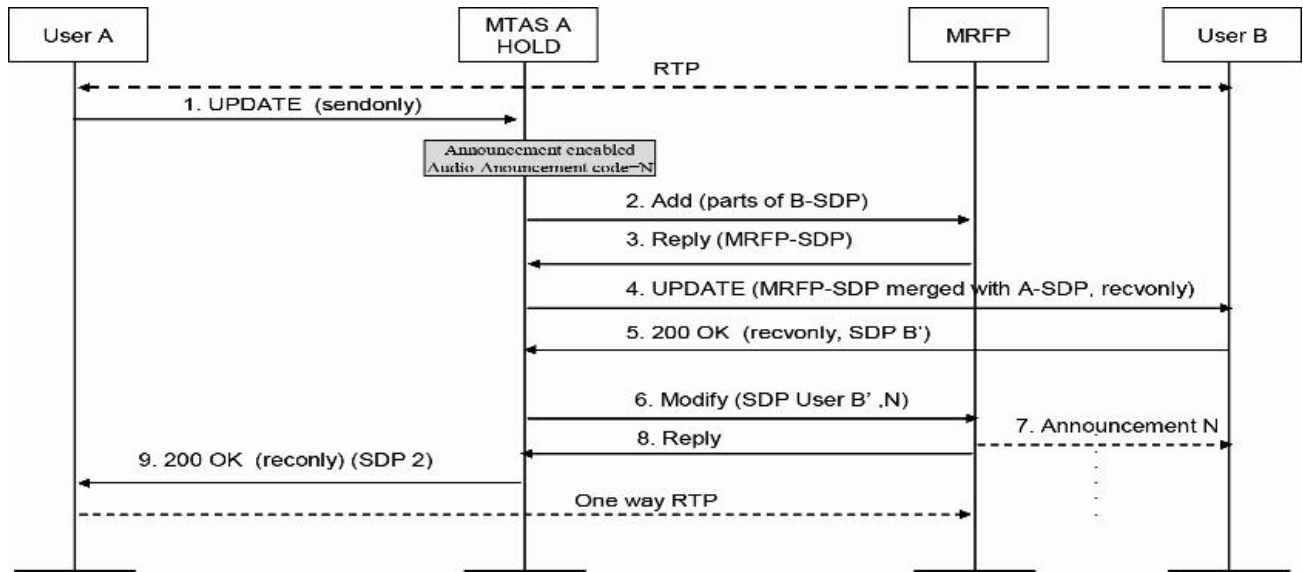 User A
MTAS A
HOLD
MRFP
User B
RTP
1. UPDATE (sendonly)
Announcement encabled
Audio Anouncement code=N
2. Add (parts of B-SDP)
3. Reply (MRFP-SDP)
4. UPDATE (MRFP-SDP merged with A-SDP, recvonly)
5. 200 OK (recvonly, SDP B')
6. Modify (SDP User B' ,N)
7. Announcement N
8. Reply
9. 200 OK (reconly) (SDP 2)
One way RTP